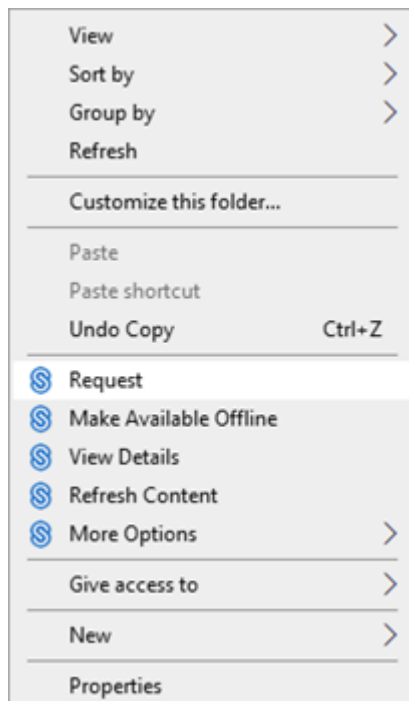 View
Sort by
Group by
Refresh
Customize this folder...
Paste
Paste shortcut
Undo Copy Ctrl+Z
Request
Make Available Offline
View Details
Refresh Content
More Options
Give access to
New
Properties